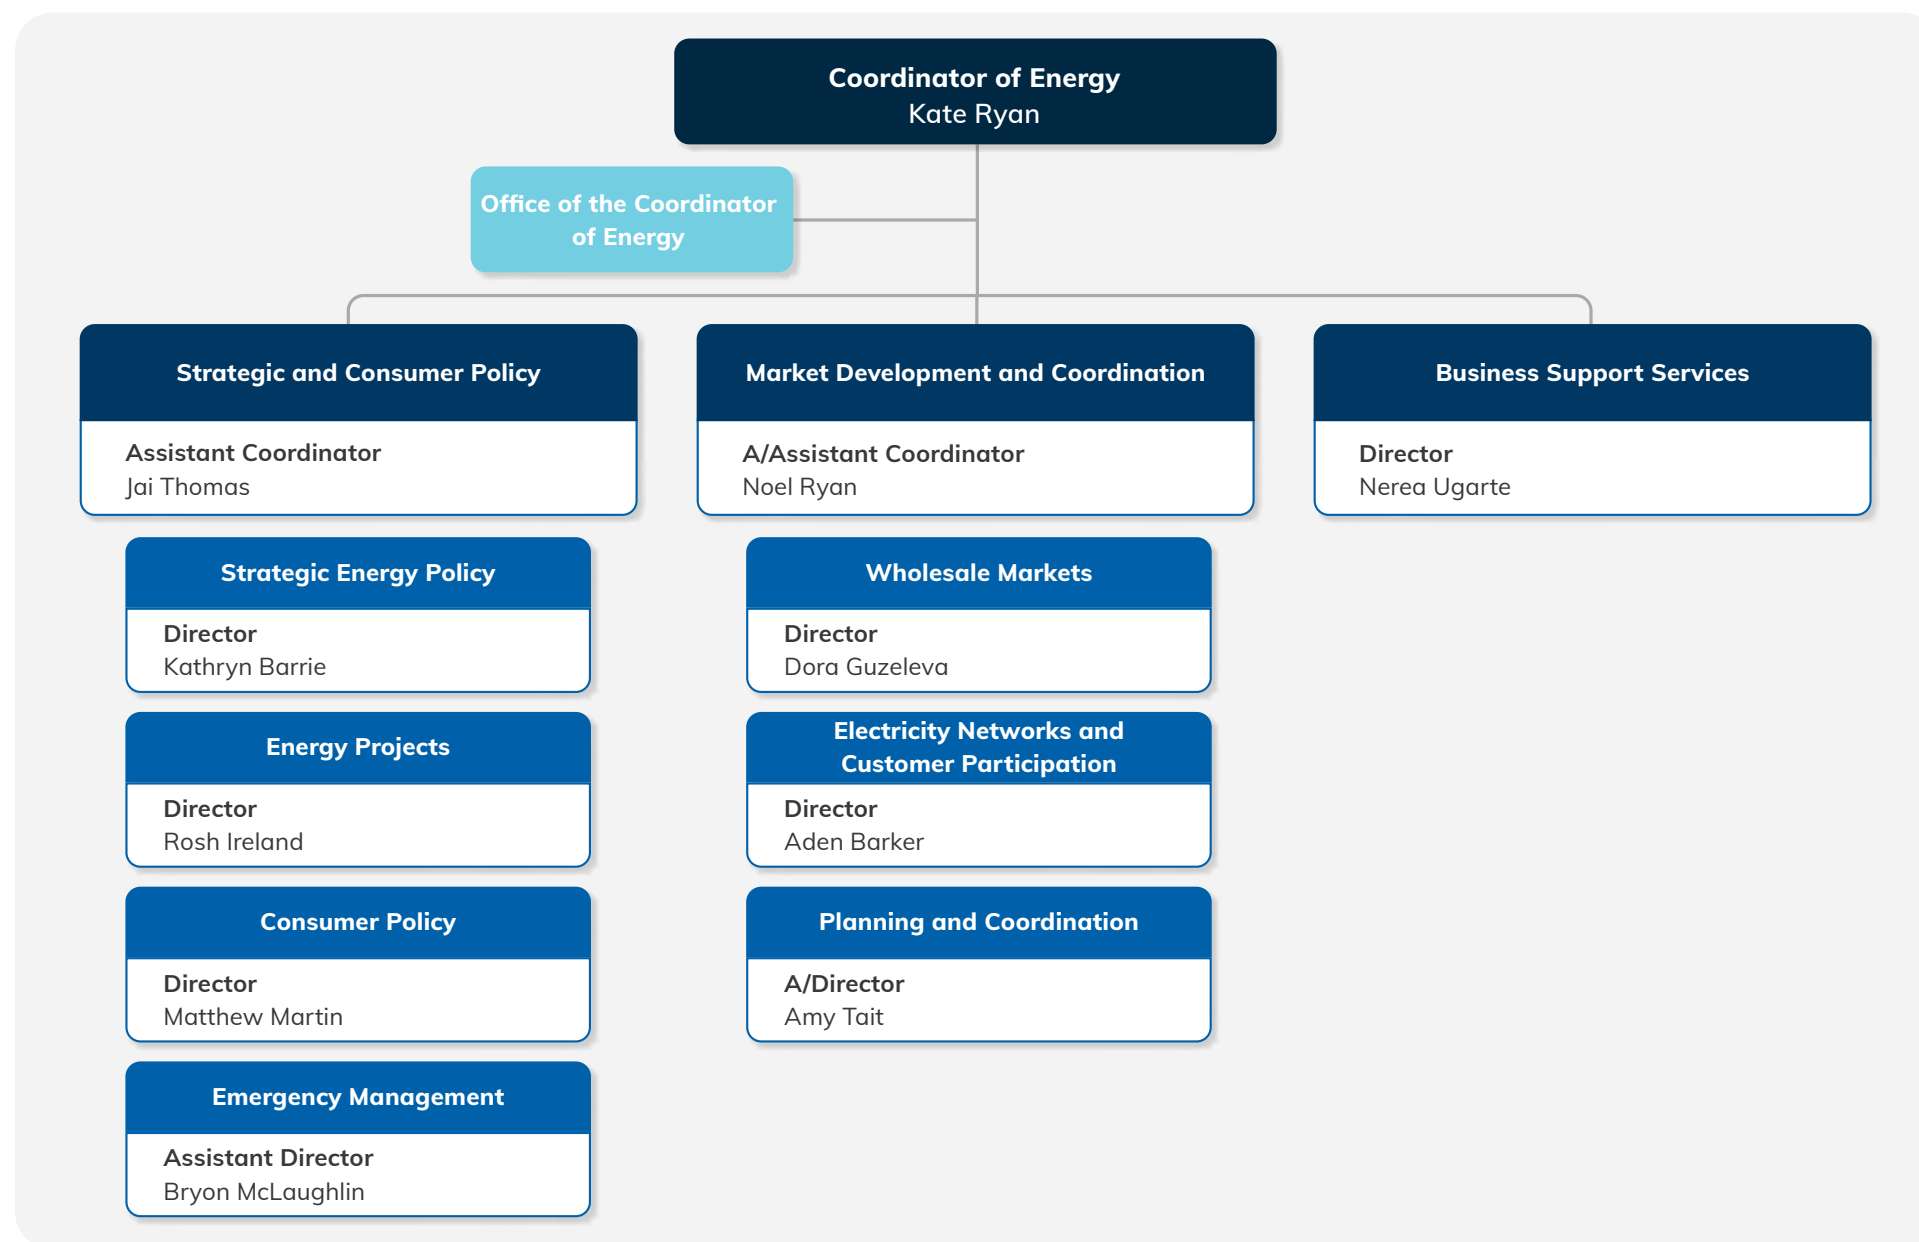 Coordinator of Energy
Kate Ryan
Office of the Coordinator
of Energy
Strategic and Consumer Policy
Assistant Coordinator
Jai Thomas
Strategic Energy Policy
Director
Kathryn Barrie
Energy Projects
Director
Rosh Ireland
Consumer Policy
Director
Matthew Martin
Emergency Management
Assistant Director
Bryon McLaughlin
Market Development and Coordination
A/Assistant Coordinator
Noel Ryan
Wholesale Markets
Director
Dora Guzeleva
Electricity Networks and
Customer Participation
Director
Aden Barker
Planning and Coordination
A/Director
Amy Tait
Business Support Services
Director
Nerea Ugarte